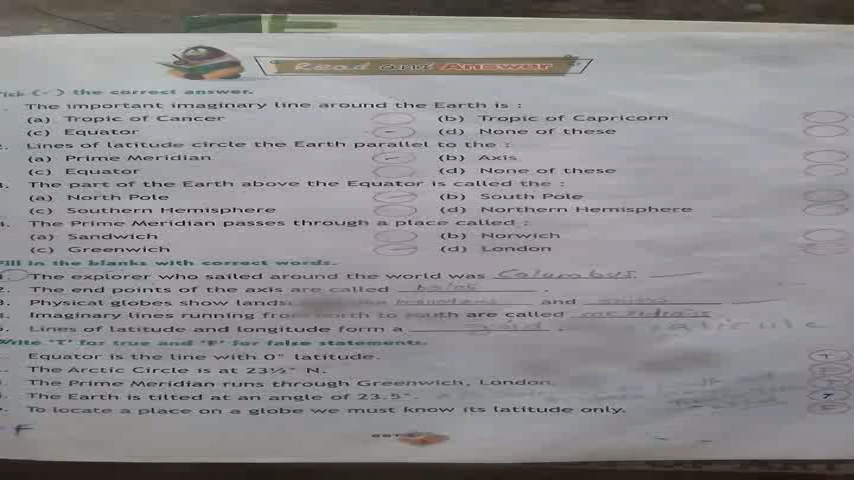 Read and Answer
Tick (-) the correct answer.
The important imaginary line around the Earth is :
(a) Tropic of Cancer (b) Tropic of Capricorn
(c) Equator (d) None of these
2. Lines of latitude circle the Earth parallel to the :
(a) Prime Meridian (b) Axis
(c) Equator (d) None of these
3. The part of the Earth above the Equator is called the :
(a) North Pole (b) South Pole
(c) Southern Hemisphere (d) Northern Hemisphere
4. The Prime Meridian passes through a place called :
(a) Sandwich (b) Norwich
(c) Greenwich (d) London
Fill in the blanks with correct words.
1. The explorer who sailed around the world was Columbus
2. The end points of the axis are called
3. Physical globes show and
4. Imaginary lines running from north to south are called
5. Lines of latitude and longitude form a grid .
Write 'T' for true and 'F' for false statements.
Equator is the line with 0° latitude. T
The Arctic Circle is at 23½° N.
The Prime Meridian runs through Greenwich, London.
The Earth is tilted at an angle of 23.5°. T
To locate a place on a globe we must know its latitude only.
F